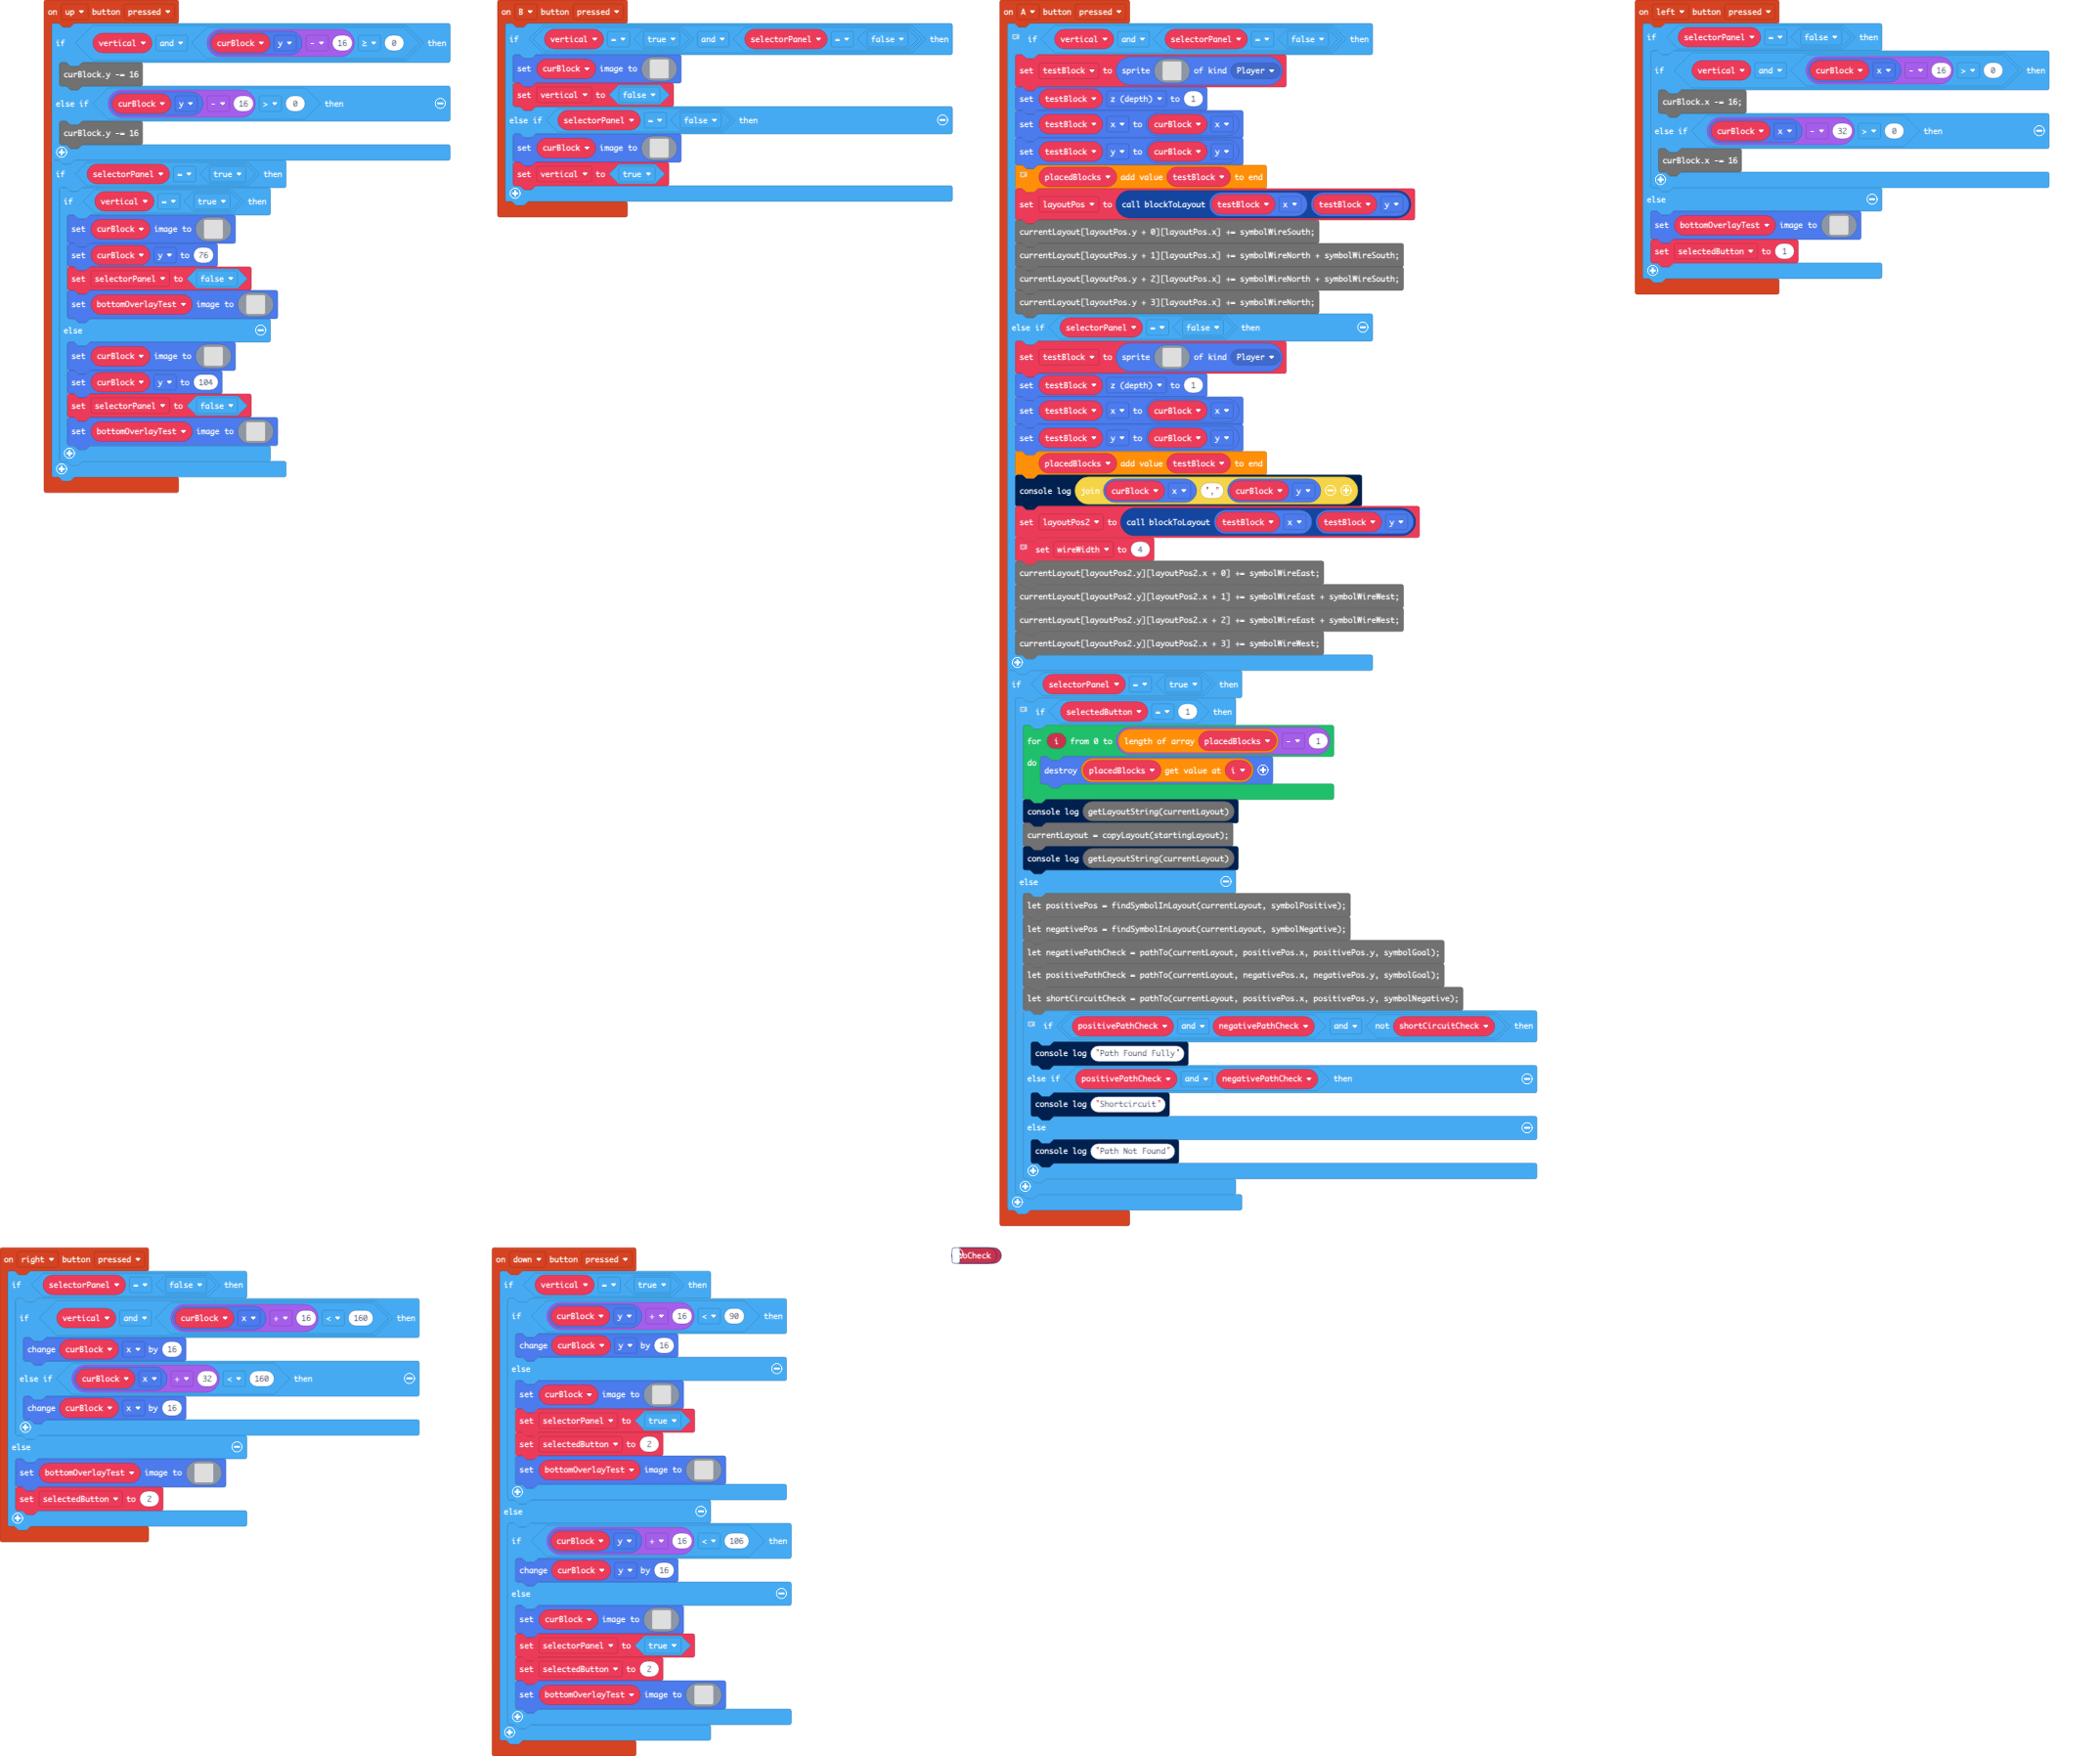 on up button pressed
if vertical and curBlock y - 16 ≥ 0 then
curBlock.y -= 16
else if curBlock y - 16 > 0 then
curBlock.y -= 16
if selectorPanel = true then
if vertical = true then
set curBlock image to
set curBlock y to 76
set selectorPanel to false
set bottomOverlayTest image to
else
set curBlock image to
set curBlock y to 104
set selectorPanel to false
set bottomOverlayTest image to
on B button pressed
if vertical = true and selectorPanel = false then
set curBlock image to
set vertical to false
else if selectorPanel = false then
set curBlock image to
set vertical to true
on A button pressed
if vertical and selectorPanel = false then
set testBlock to sprite of kind Player
set testBlock z (depth) to 1
set testBlock x to curBlock x
set testBlock y to curBlock y
placedBlocks add value testBlock to end
set layoutPos to call blockToLayout testBlock x testBlock y
currentLayout[layoutPos.y + 0][layoutPos.x] += symbolWireSouth;
currentLayout[layoutPos.y + 1][layoutPos.x] += symbolWireNorth + symbolWireSouth;
currentLayout[layoutPos.y + 2][layoutPos.x] += symbolWireNorth + symbolWireSouth;
currentLayout[layoutPos.y + 3][layoutPos.x] += symbolWireNorth;
else if selectorPanel = false then
set testBlock to sprite of kind Player
set testBlock z (depth) to 1
set testBlock x to curBlock x
set testBlock y to curBlock y
placedBlocks add value testBlock to end
console log join curBlock x "," curBlock y
set layoutPos2 to call blockToLayout testBlock x testBlock y
set wireWidth to 4
currentLayout[layoutPos2.y][layoutPos2.x + 0] += symbolWireEast;
currentLayout[layoutPos2.y][layoutPos2.x + 1] += symbolWireEast + symbolWireWest;
currentLayout[layoutPos2.y][layoutPos2.x + 2] += symbolWireEast + symbolWireWest;
currentLayout[layoutPos2.y][layoutPos2.x + 3] += symbolWireWest;
if selectorPanel = true then
if selectedButton = 1 then
for i from 0 to length of array placedBlocks - 1
do destroy placedBlocks get value at i
console log getLayoutString(currentLayout)
currentLayout = copyLayout(startingLayout);
console log getLayoutString(currentLayout)
else
let positivePos = findSymbolInLayout(currentLayout, symbolPositive);
let negativePos = findSymbolInLayout(currentLayout, symbolNegative);
let negativePathCheck = pathTo(currentLayout, positivePos.x, positivePos.y, symbolGoal);
let positivePathCheck = pathTo(currentLayout, negativePos.x, negativePos.y, symbolGoal);
let shortCircuitCheck = pathTo(currentLayout, positivePos.x, positivePos.y, symbolNegative);
if positivePathCheck and negativePathCheck and not shortCircuitCheck then
console log "Path Found Fully"
else if positivePathCheck and negativePathCheck then
console log "Shortcircuit"
else
console log "Path Not Found"
on left button pressed
if selectorPanel = false then
if vertical and curBlock x - 16 > 0 then
curBlock.x -= 16;
else if curBlock x - 32 > 0 then
curBlock.x -= 16
else
set bottomOverlayTest image to
set selectedButton to 1
on right button pressed
if selectorPanel = false then
if vertical and curBlock x + 16 < 160 then
change curBlock x by 16
else if curBlock x + 32 < 160 then
change curBlock x by 16
else
set bottomOverlayTest image to
set selectedButton to 2
on down button pressed
if vertical = true then
if curBlock y + 16 < 90 then
change curBlock y by 16
else
set curBlock image to
set selectorPanel to true
set selectedButton to 2
set bottomOverlayTest image to
else
if curBlock y + 16 < 106 then
change curBlock y by 16
else
set curBlock image to
set selectorPanel to true
set selectedButton to 2
set bottomOverlayTest image to